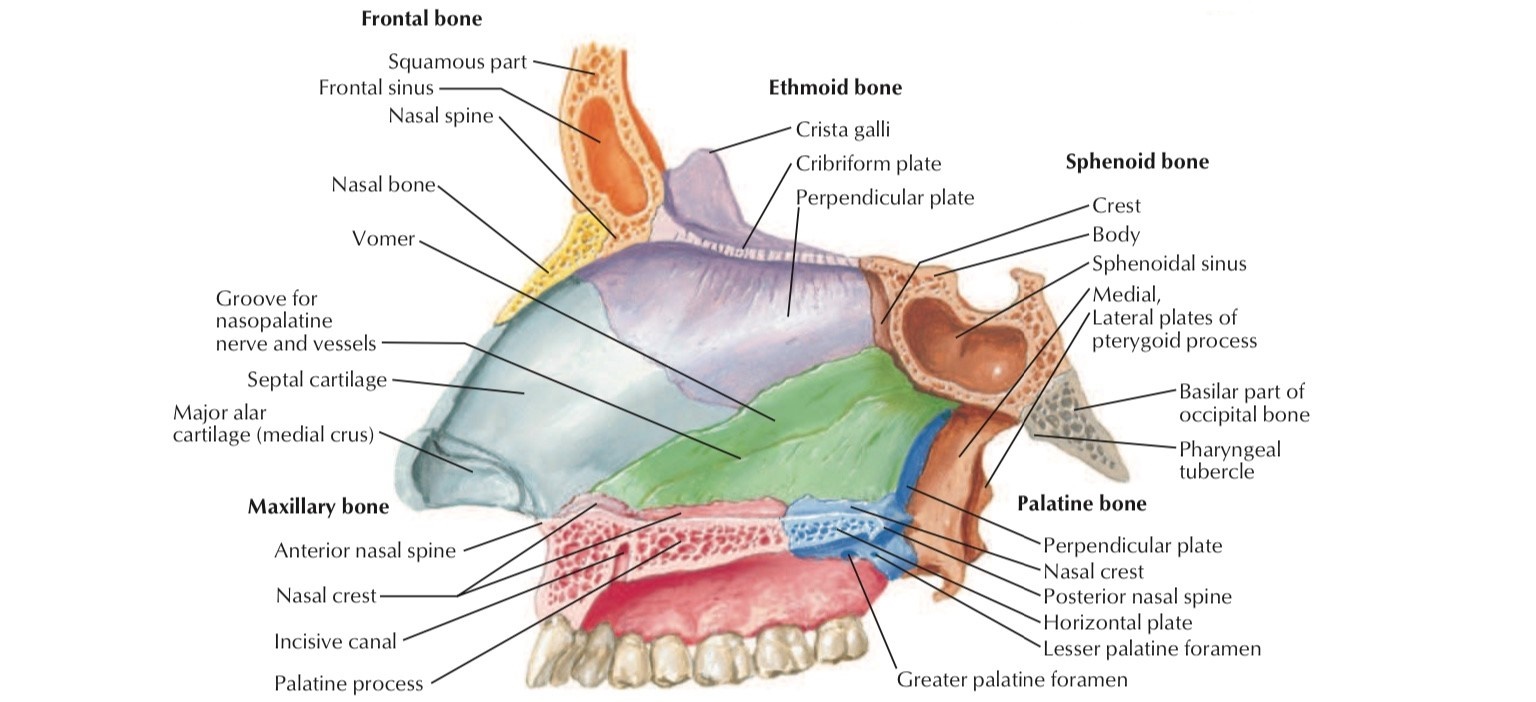 Frontal bone
Squamous part
Frontal sinus
Nasal spine
Nasal bone
Vomer
Groove for
nasopalatine
nerve and vessels
Septal cartilage
Major alar
cartilage (medial crus)
Maxillary bone
Anterior nasal spine
Nasal crest
Incisive canal
Palatine process
Ethmoid bone
Crista galli
Cribriform plate
Perpendicular plate
Sphenoid bone
Crest
Body
Sphenoidal sinus
Medial,
Lateral plates of
pterygoid process
Basilar part of
occipital bone
Pharyngeal
tubercle
Palatine bone
Perpendicular plate
Nasal crest
Posterior nasal spine
Horizontal plate
Lesser palatine foramen
Greater palatine foramen